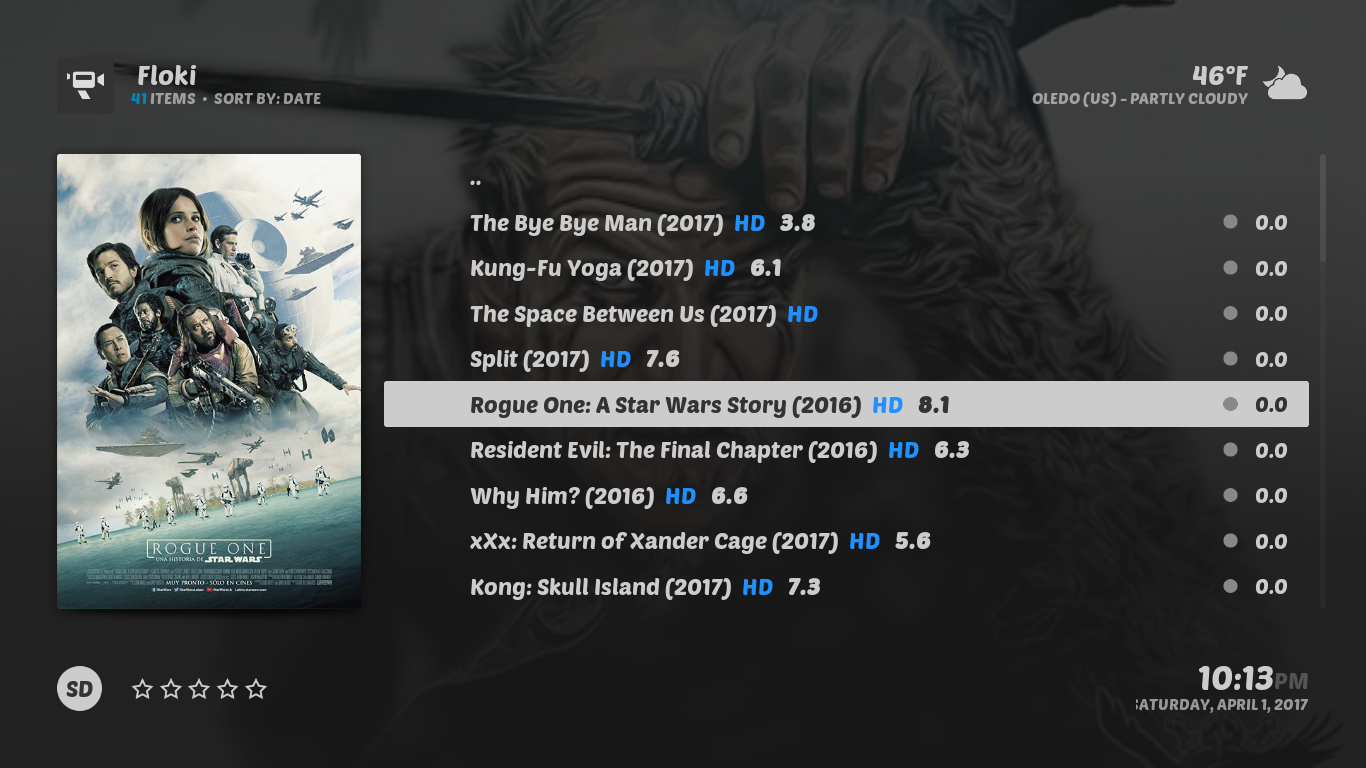 Floki
41 ITEMS • SORT BY: DATE
46°F
OLEDO (US) - PARTLY CLOUDY
..
The Bye Bye Man (2017) HD 3.8 0.0
Kung-Fu Yoga (2017) HD 6.1 0.0
The Space Between Us (2017) HD 0.0
Split (2017) HD 7.6 0.0
Rogue One: A Star Wars Story (2016) HD 8.1 0.0
Resident Evil: The Final Chapter (2016) HD 6.3 0.0
Why Him? (2016) HD 6.6 0.0
xXx: Return of Xander Cage (2017) HD 5.6 0.0
Kong: Skull Island (2017) HD 7.3 0.0
ROGUE ONE
UNA HISTORIA DE STAR WARS
MUY PRONTO - SOLO EN CINES
SD
10:13PM
SATURDAY, APRIL 1, 2017